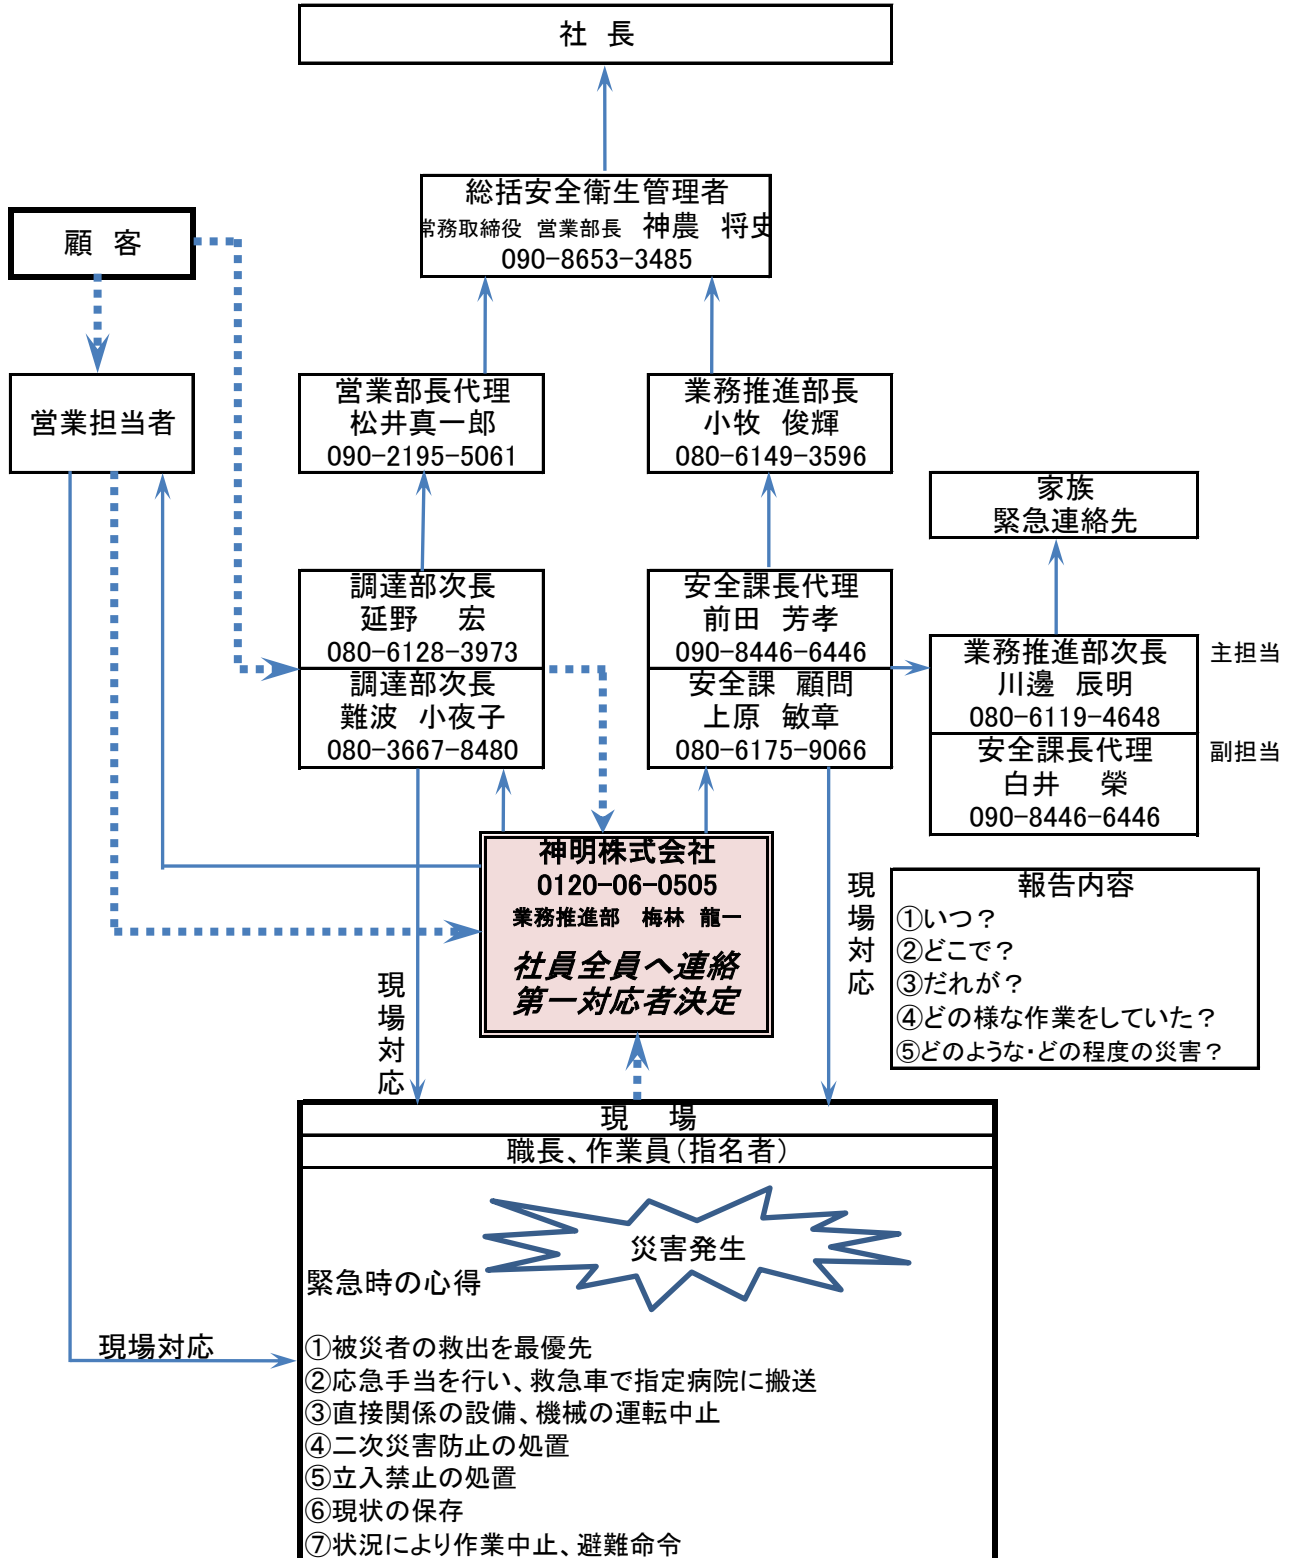 社 長
総括安全衛生管理者
常務取締役 営業部長 神農 将史
090-8653-3485
顧 客
営業担当者
営業部長代理
松井真一郎
090-2195-5061
業務推進部長
小牧 俊輝
080-6149-3596
家族
緊急連絡先
調達部次長
延野 宏
080-6128-3973
調達部次長
難波 小夜子
080-3667-8480
安全課長代理
前田 芳孝
090-8446-6446
安全課 顧問
上原 敏章
080-6175-9066
業務推進部次長
川邊 辰明
080-6119-4648
主担当
安全課長代理
白井 榮
090-8446-6446
副担当
神明株式会社
0120-06-0505
業務推進部 梅林 龍一
社員全員へ連絡
第一対応者決定
現場対応
現場対応
報告内容
①いつ？
②どこで？
③だれが？
④どの様な作業をしていた？
⑤どのような・どの程度の災害？
現 場
職長、作業員（指名者）
災害発生
緊急時の心得
現場対応
①被災者の救出を最優先
②応急手当を行い、救急車で指定病院に搬送
③直接関係の設備、機械の運転中止
④二次災害防止の処置
⑤立入禁止の処置
⑥現状の保存
⑦状況により作業中止、避難命令